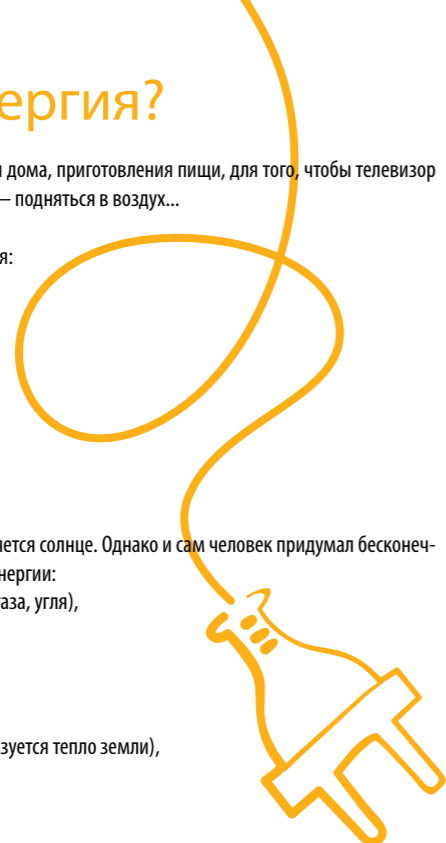 ергия?
дома, приготовления пищи, для того, чтобы телевизор
– подняться в воздух...
я:
ется солнце. Однако и сам человек придумал бесконеч-
нергии:
аза, угля),
зуется тепло земли),